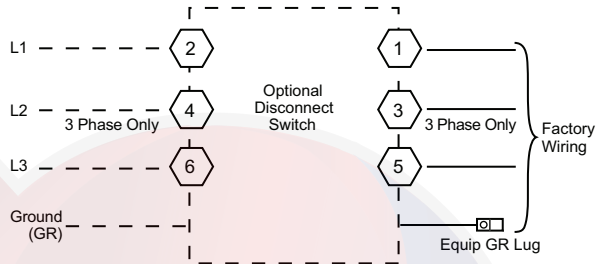 L1
2
1
L2
3 Phase Only
4
Optional
Disconnect
Switch
3
3 Phase Only
Factory
Wiring
L3
6
5
Ground
(GR)
Equip GR Lug